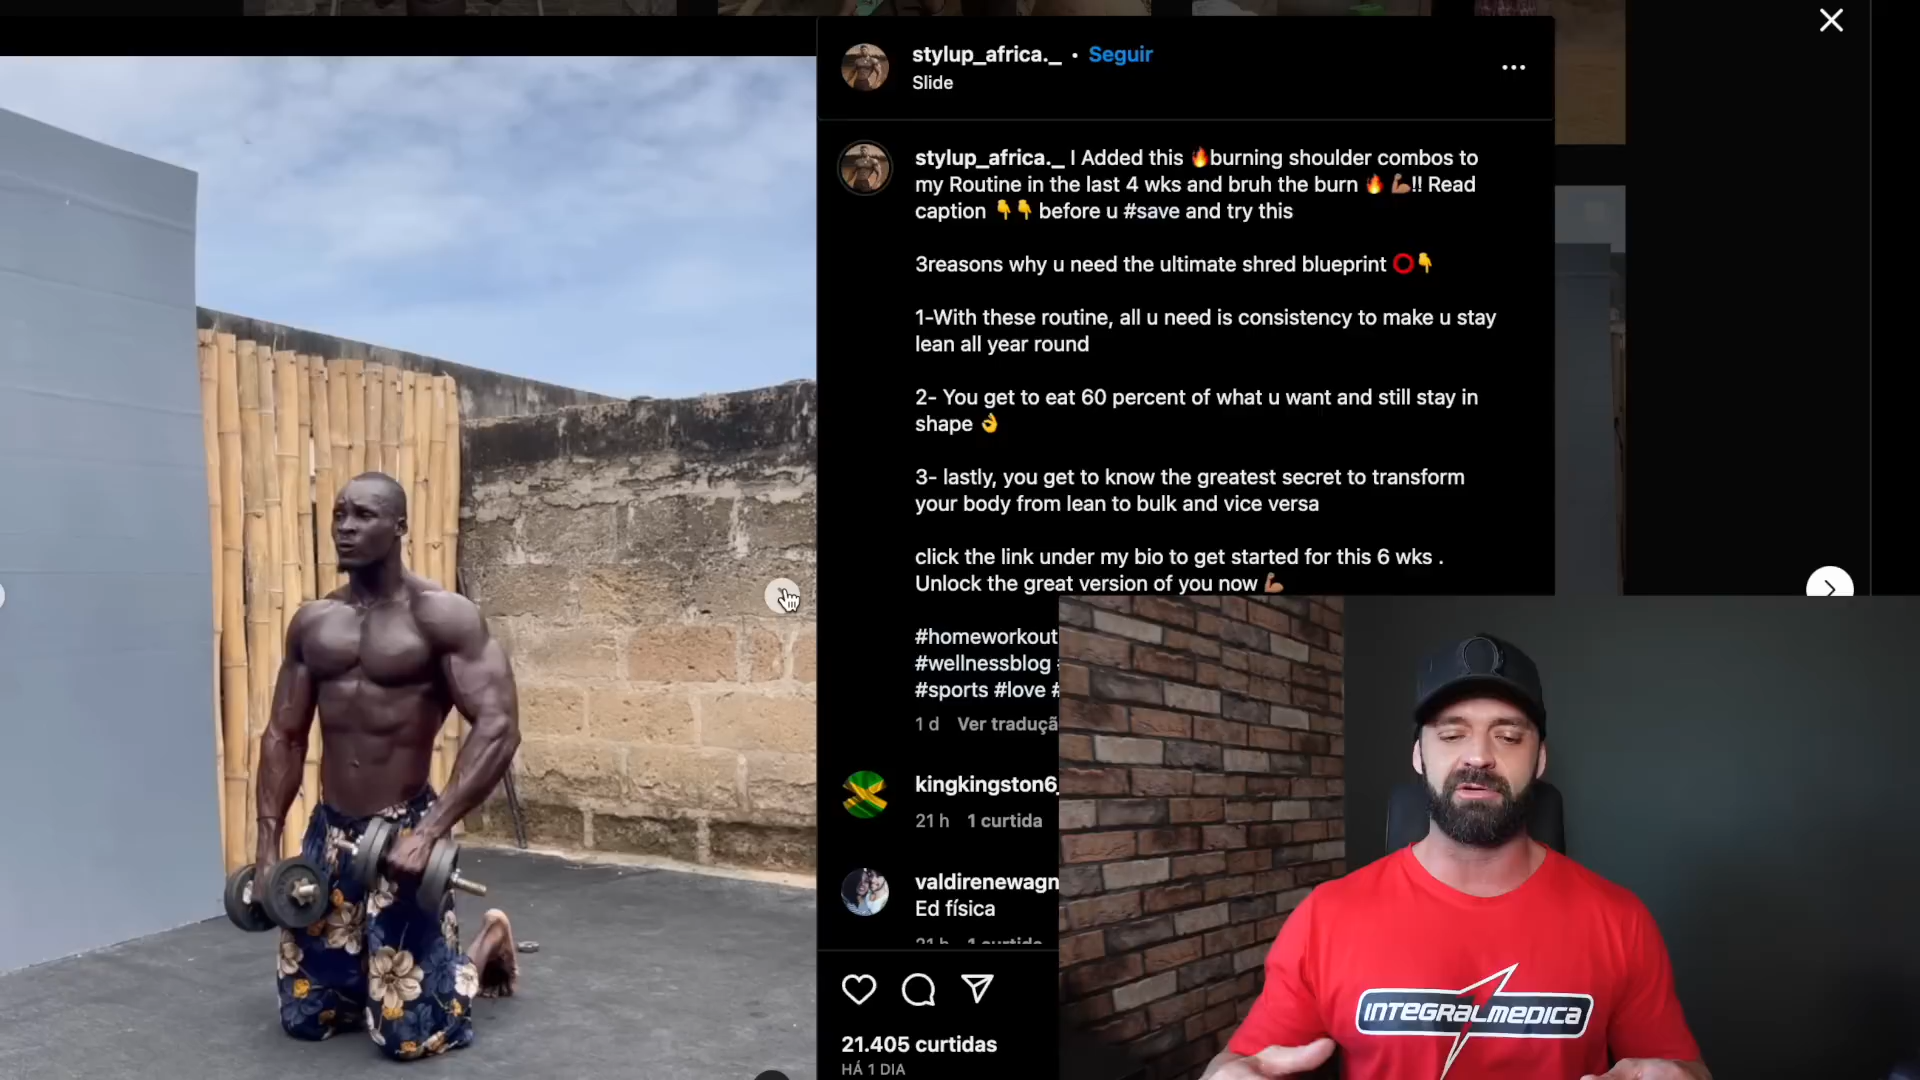 stylup_africa._ • Seguir
Slide
stylup_africa._ I Added this 🔥burning shoulder combos to
my Routine in the last 4 wks and bruh the burn 🔥 💪🏽!! Read
caption 👇👇 before u #save and try this
3reasons why u need the ultimate shred blueprint ⭕👇
1-With these routine, all u need is consistency to make u stay
lean all year round
2- You get to eat 60 percent of what u want and still stay in
shape 👌
3- lastly, you get to know the greatest secret to transform
your body from lean to bulk and vice versa
click the link under my bio to get started for this 6 wks .
Unlock the great version of you now 💪🏽
#homeworkout
#wellnessblog
#sports #love #
1 d Ver traduçã
kingkingston6_
21 h 1 curtida
valdirenewagn
Ed física
21 h 1 curtida
21.405 curtidas
HÁ 1 DIA
INTEGRALMEDICA